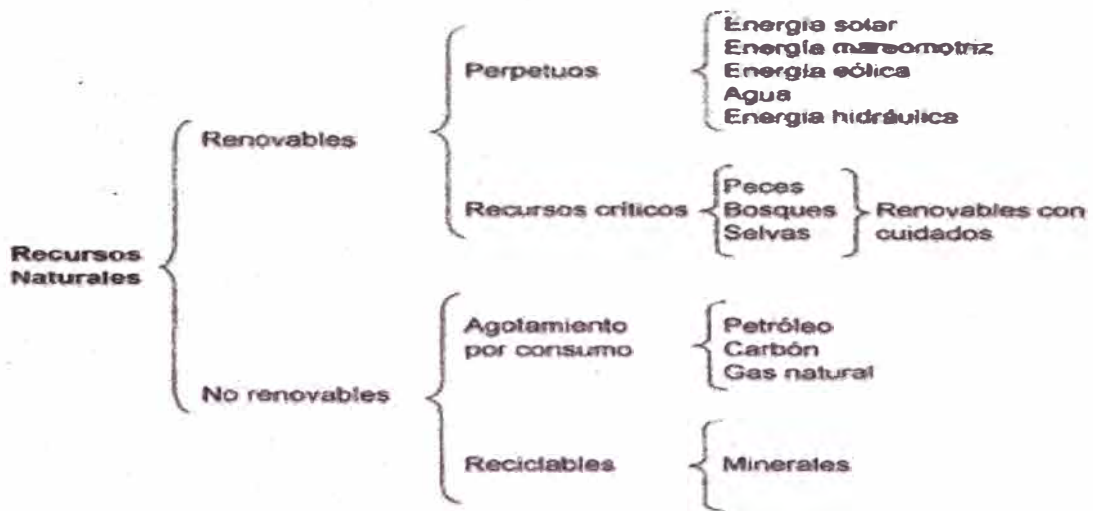 Recursos
Naturales
Renovables
Perpetuos
Energía solar
Energía mareomotriz
Energía eólica
Agua
Energía hidráulica
Recursos críticos
Peces
Bosques
Selvas
Renovables con
cuidados
No renovables
Agotamiento
por consumo
Petróleo
Carbón
Gas natural
Reciclables
Minerales